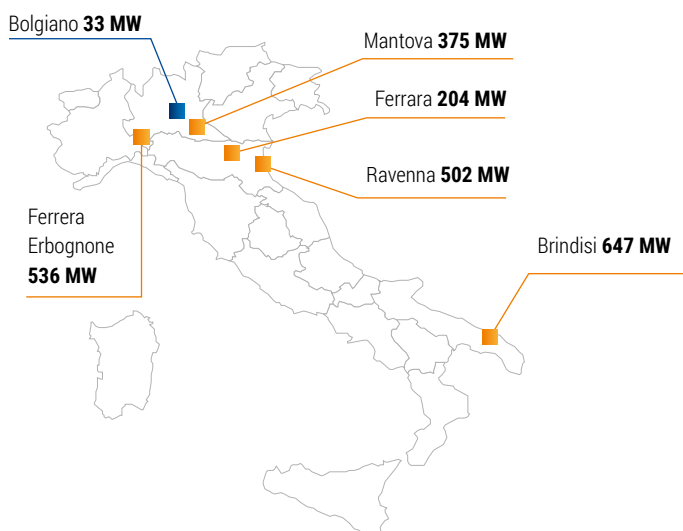 Bolgiano 33 MW
Mantova 375 MW
Ferrara 204 MW
Ravenna 502 MW
Ferrera
Erbognone
536 MW
Brindisi 647 MW